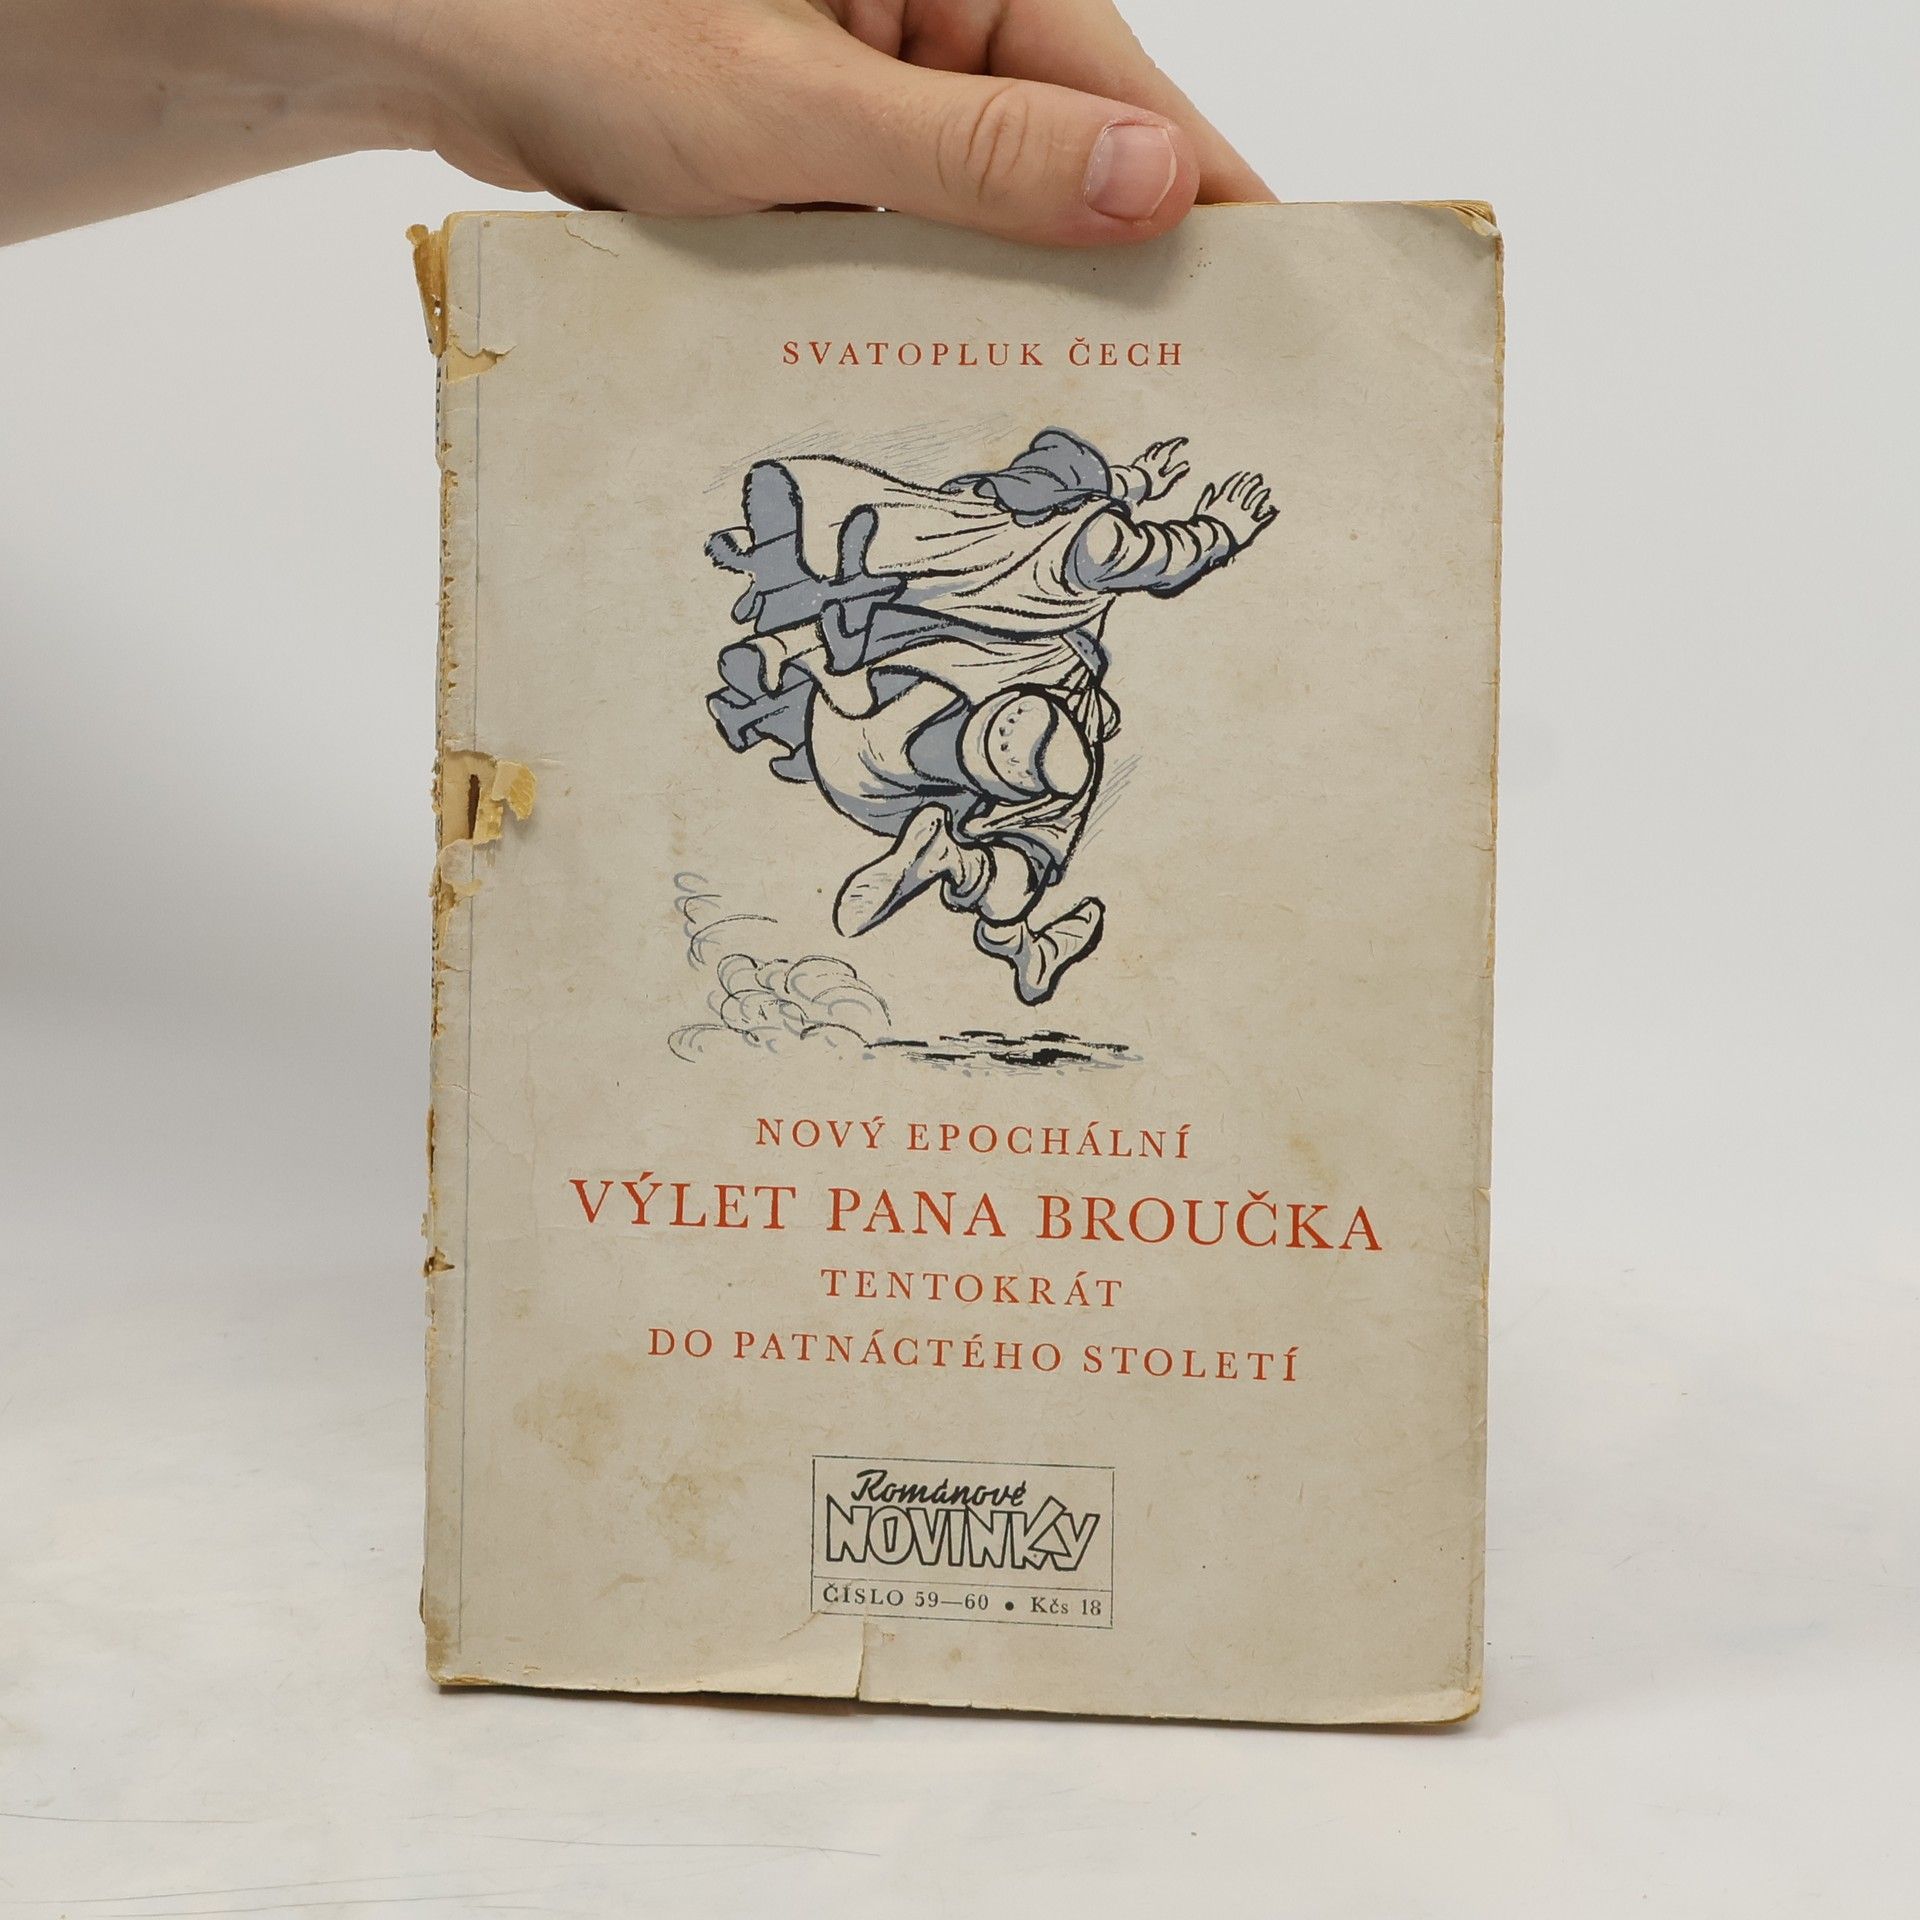 SVATOPLUK ČECH
NOVÝ EPOCHÁLNÍ
VÝLET PANA BROUČKA
TENTOKRÁT
DO PATNÁCTÉHO STOLETÍ
Románové
NOVINKY
ČÍSLO 59—60 • Kčs 18